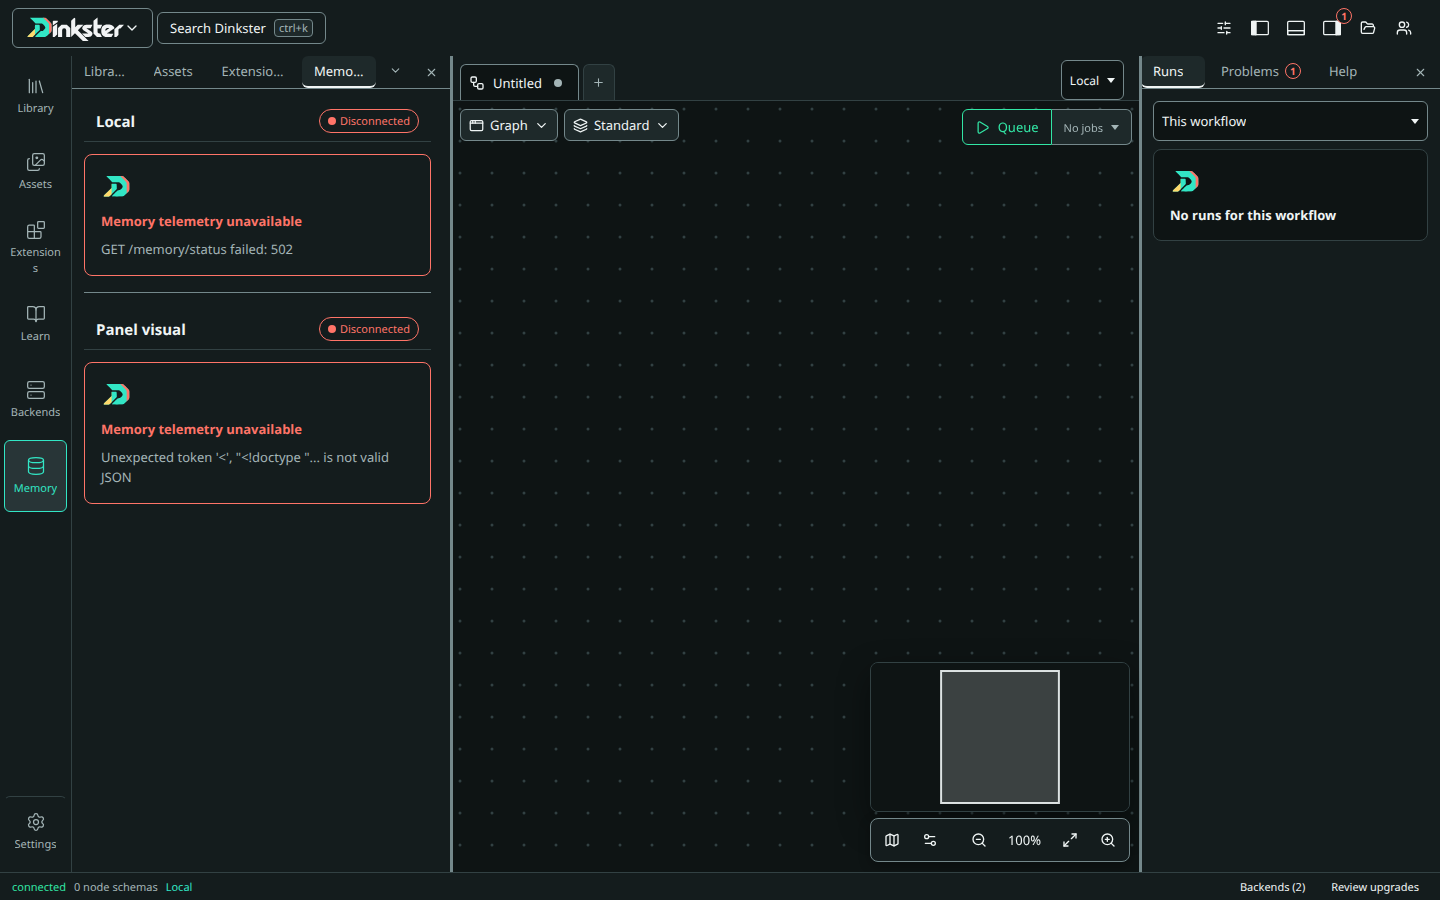 Dinkster
Search Dinkster ctrl+k
1
Library
Assets
Extension
s
Learn
Backends
Memory
Settings
Libra...
Assets
Extensio...
Memo...
Local
Disconnected
Memory telemetry unavailable
GET /memory/status failed: 502
Panel visual
Disconnected
Memory telemetry unavailable
Unexpected token '<', "<!doctype "... is not valid
JSON
Untitled
Local
Graph
Standard
Queue
No jobs
100%
Runs
Problems 1
Help
This workflow
No runs for this workflow
connected 0 node schemas Local
Backends (2)
Review upgrades